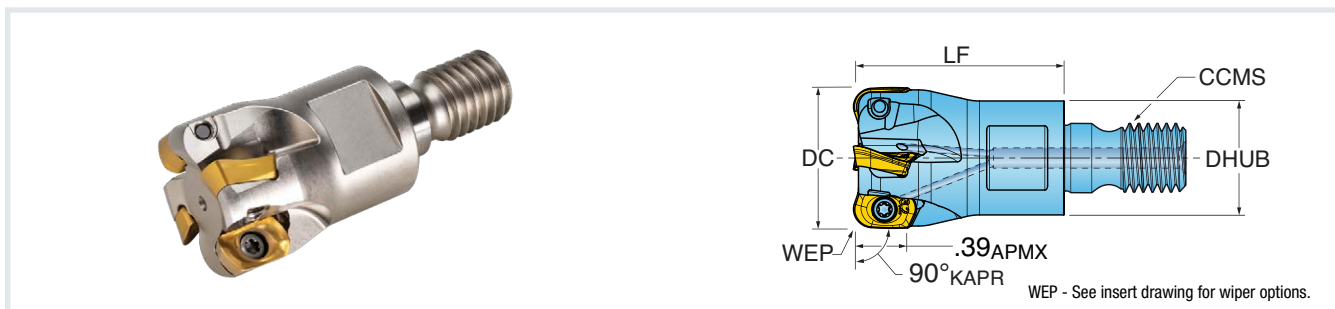 LF
CCMS
DC
DHUB
WEP
.39APMX
90°KAPR
WEP - See insert drawing for wiper options.